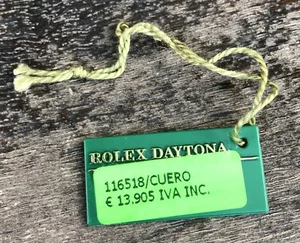 ROLEX DAYTONA
116518/CUERO
€ 13.905 IVA INC.